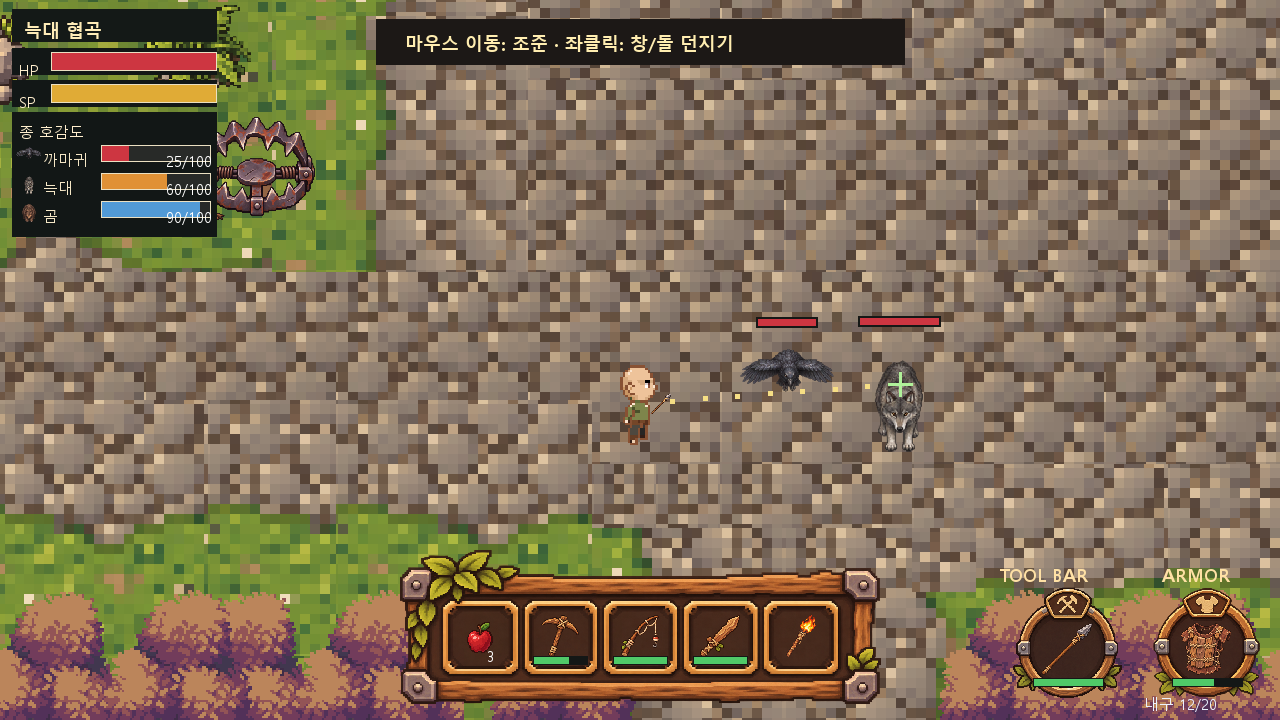 늑대 협곡
마우스 이동: 조준 · 좌클릭: 창/돌 던지기
HP
SP
종 호감도
까마귀 25/100
늑대 60/100
곰 90/100
TOOL BAR
ARMOR
3
내구 12/20